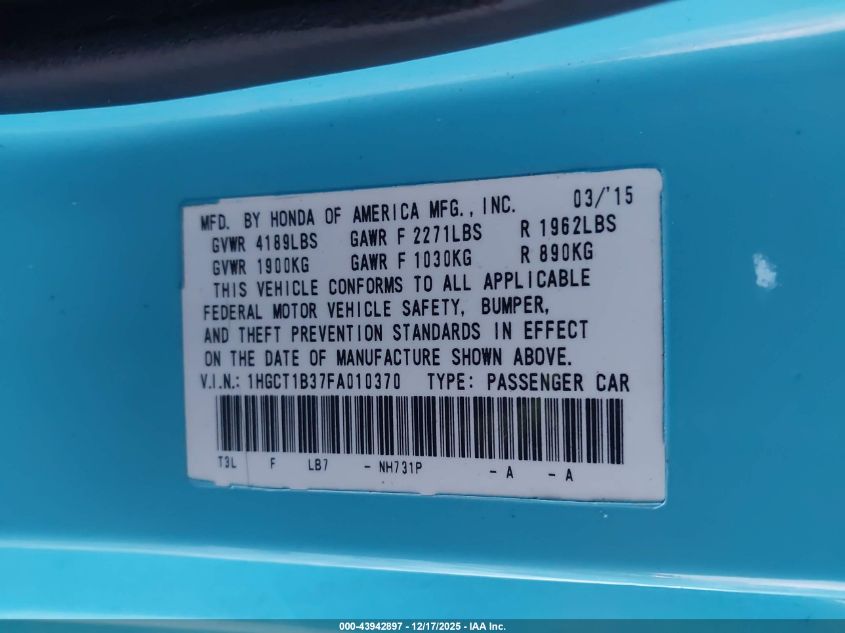 03/'15
MFD. BY HONDA OF AMERICA MFG., INC.
GVWR 4189LBS GAWR F 2271LBS R 1962LBS
GVWR 1900KG GAWR F 1030KG R 890KG
THIS VEHICLE CONFORMS TO ALL APPLICABLE
FEDERAL MOTOR VEHICLE SAFETY, BUMPER,
AND THEFT PREVENTION STANDARDS IN EFFECT
ON THE DATE OF MANUFACTURE SHOWN ABOVE.
V.I.N.: 1HGCT1B37FA010370 TYPE: PASSENGER CAR
T3L F LB7 - NH731P - A - A
000-43942897 - 12/17/2025 - IAA Inc.